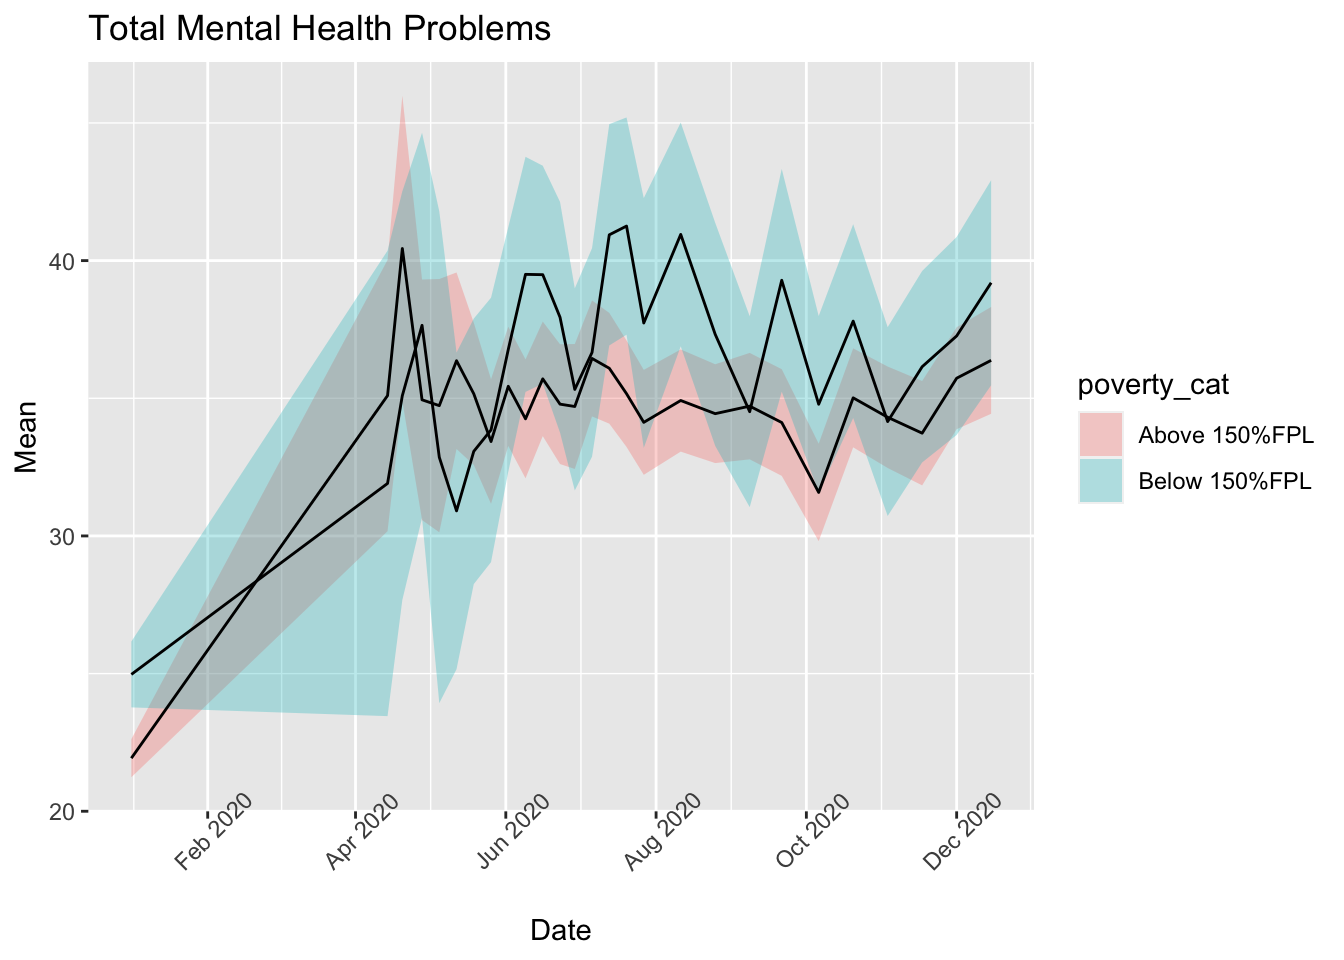 Total Mental Health Problems
Mean
40
30
20
Feb 2020
Apr 2020
Jun 2020
Aug 2020
Oct 2020
Dec 2020
Date
poverty_cat
Above 150%FPL
Below 150%FPL